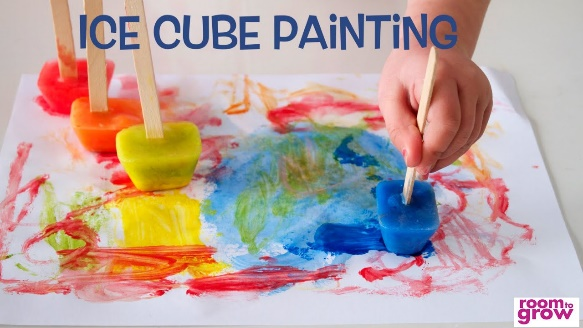 ICE CUBE PAINTING
room to
grow